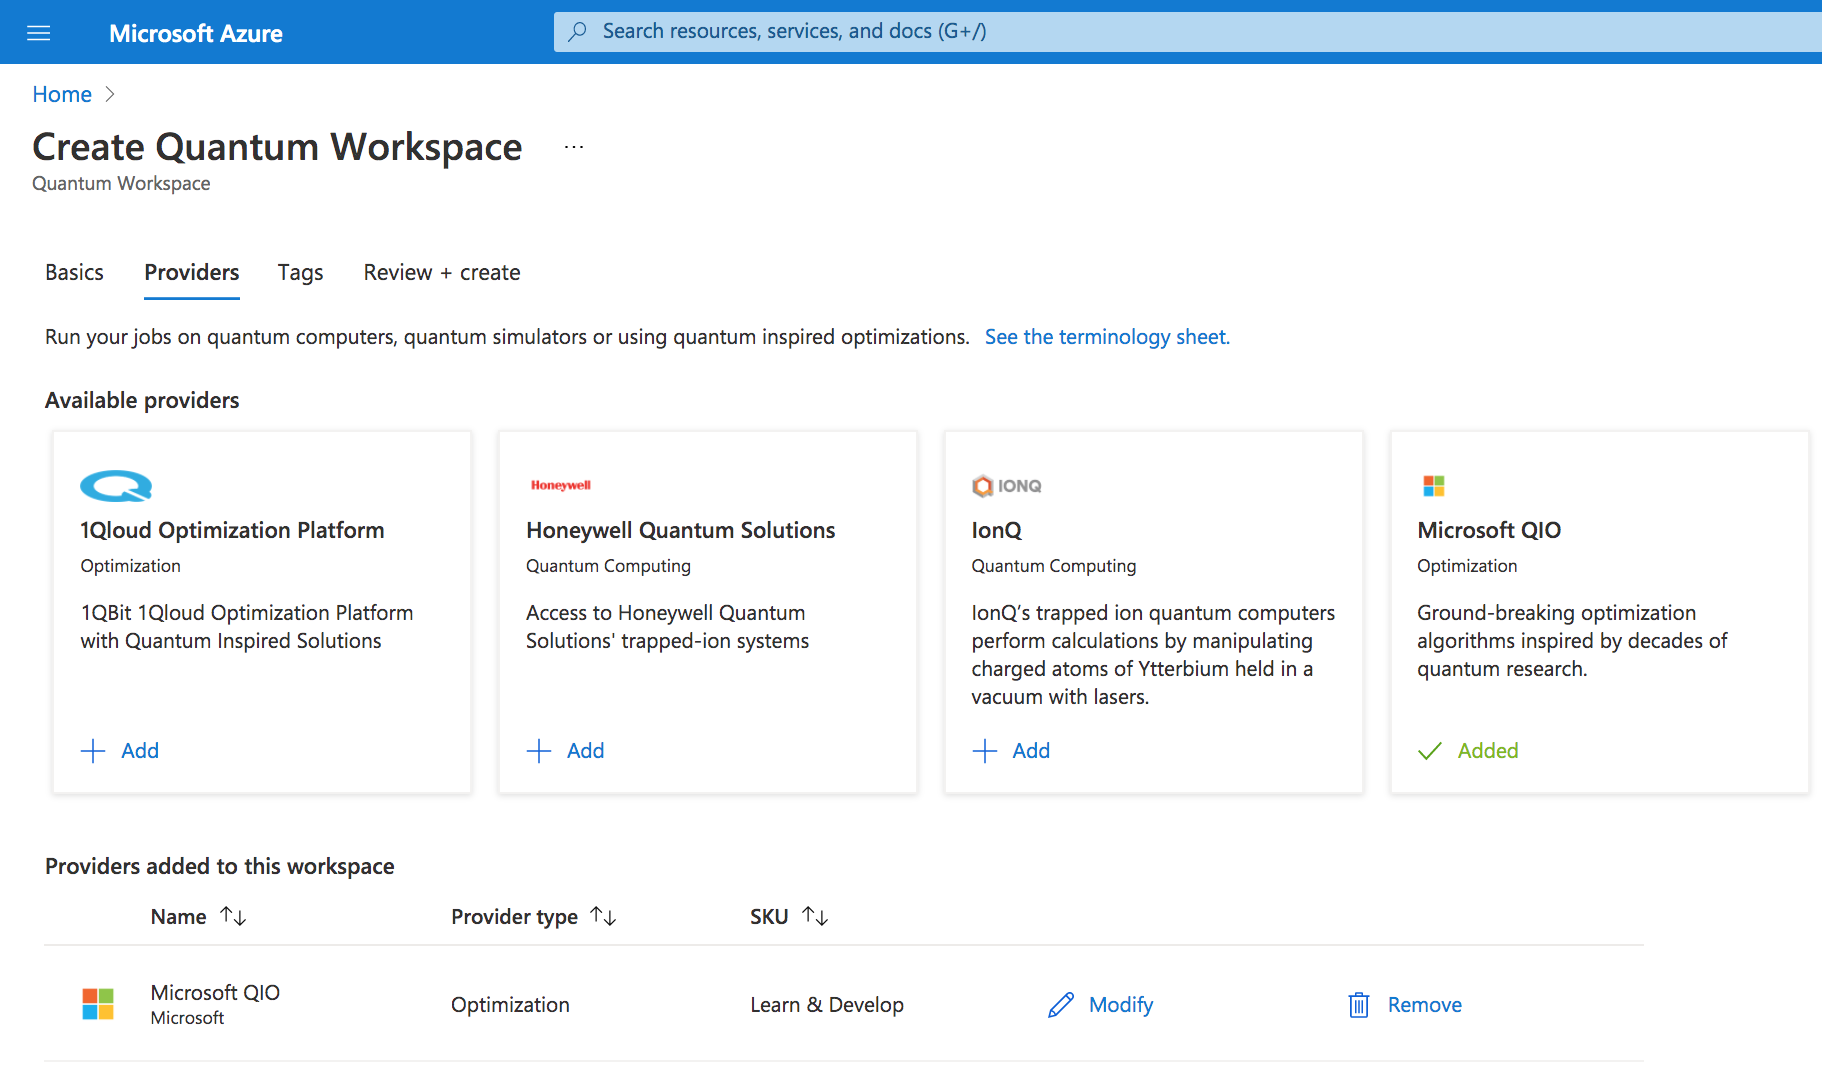 Microsoft Azure
Search resources, services, and docs (G+/)
Home
Create Quantum Workspace ...
Quantum Workspace
Basics Providers Tags Review + create
Run your jobs on quantum computers, quantum simulators or using quantum inspired optimizations. See the terminology sheet.
Available providers
1Qloud Optimization Platform
Optimization
1QBit 1Qloud Optimization Platform
with Quantum Inspired Solutions
Add
Honeywell
Honeywell Quantum Solutions
Quantum Computing
Access to Honeywell Quantum
Solutions' trapped-ion systems
Add
IONQ
IonQ
Quantum Computing
IonQ’s trapped ion quantum computers
perform calculations by manipulating
charged atoms of Ytterbium held in a
vacuum with lasers.
Add
Microsoft QIO
Optimization
Ground-breaking optimization
algorithms inspired by decades of
quantum research.
Added
Providers added to this workspace
Name ↑↓ Provider type ↑↓ SKU ↑↓
Microsoft QIO
Microsoft
Optimization Learn & Develop Modify Remove